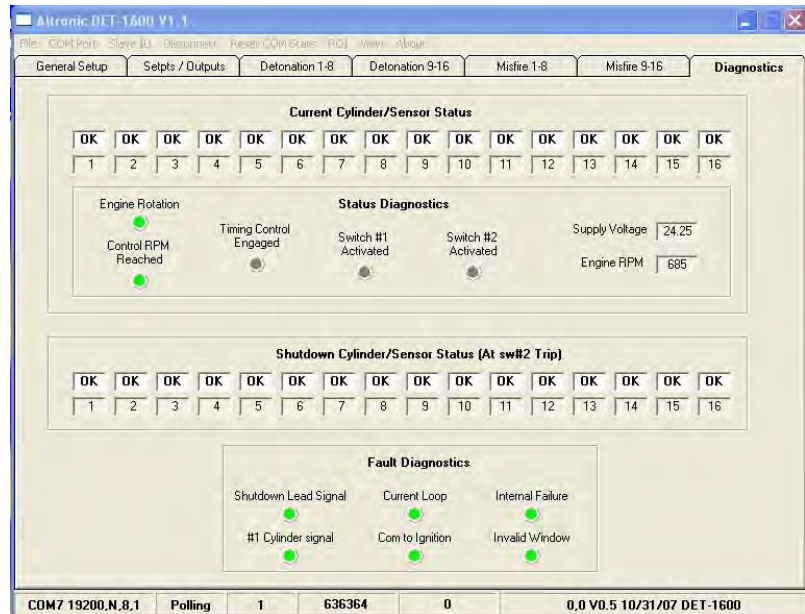 Altronic DET-1600 V1.1
File COM Port Slave ID Disconnect Reset COM Stats ROI View About
General Setup Setpts / Outputs Detonation 1-8 Detonation 9-16 Misfire 1-8 Misfire 9-16 Diagnostics
Current Cylinder/Sensor Status
OK OK OK OK OK OK OK OK OK OK OK OK OK OK OK OK
1 2 3 4 5 6 7 8 9 10 11 12 13 14 15 16
Status Diagnostics
Engine Rotation
Control RPM
Reached
Timing Control
Engaged
Switch #1
Activated
Switch #2
Activated
Supply Voltage 24.25
Engine RPM 685
Shutdown Cylinder/Sensor Status (At sw#2 Trip)
OK OK OK OK OK OK OK OK OK OK OK OK OK OK OK OK
1 2 3 4 5 6 7 8 9 10 11 12 13 14 15 16
Fault Diagnostics
Shutdown Lead Signal Current Loop Internal Failure
#1 Cylinder signal Com to Ignition Invalid Window
COM7 19200,N,8,1 Polling 1 636364 0 0,0 V0.5 10/31/07 DET-1600